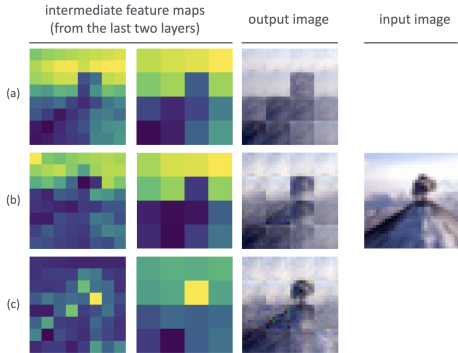 intermediate feature maps
(from the last two layers)
output image
input image
(a)
(b)
(c)